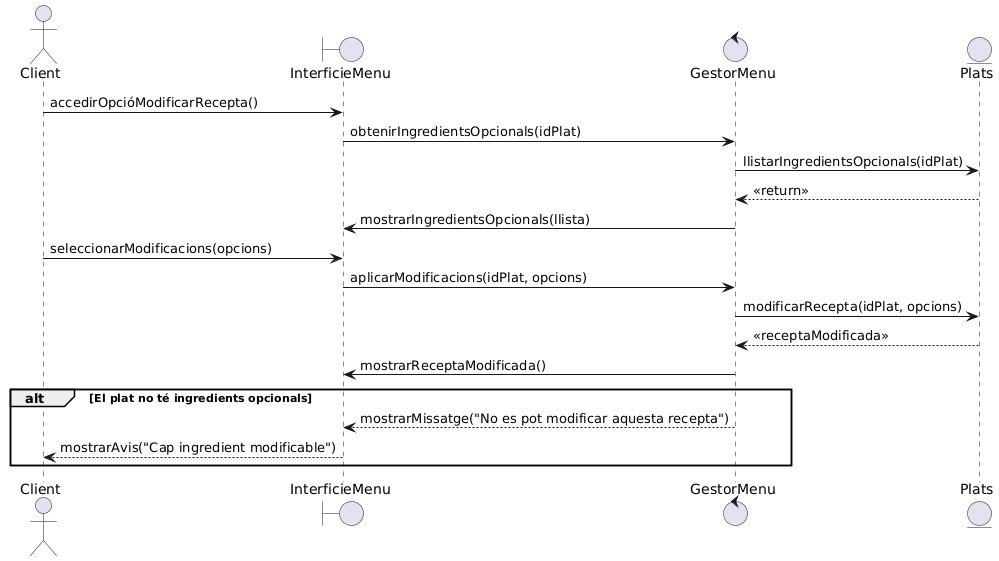 Client
InterficieMenu
GestorMenu
Plats
accedirOpcióModificarRecepta()
obtenirIngredientsOpcionals(idPlat)
llistarIngredientsOpcionals(idPlat)
«return»
mostrarIngredientsOpcionals(llista)
seleccionarModificacions(opcions)
aplicarModificacions(idPlat, opcions)
modificarRecepta(idPlat, opcions)
«receptaModificada»
mostrarReceptaModificada()
alt [El plat no té ingredients opcionals]
mostrarMissatge("No es pot modificar aquesta recepta")
mostrarAvis("Cap ingredient modificable")
Client
InterficieMenu
GestorMenu
Plats